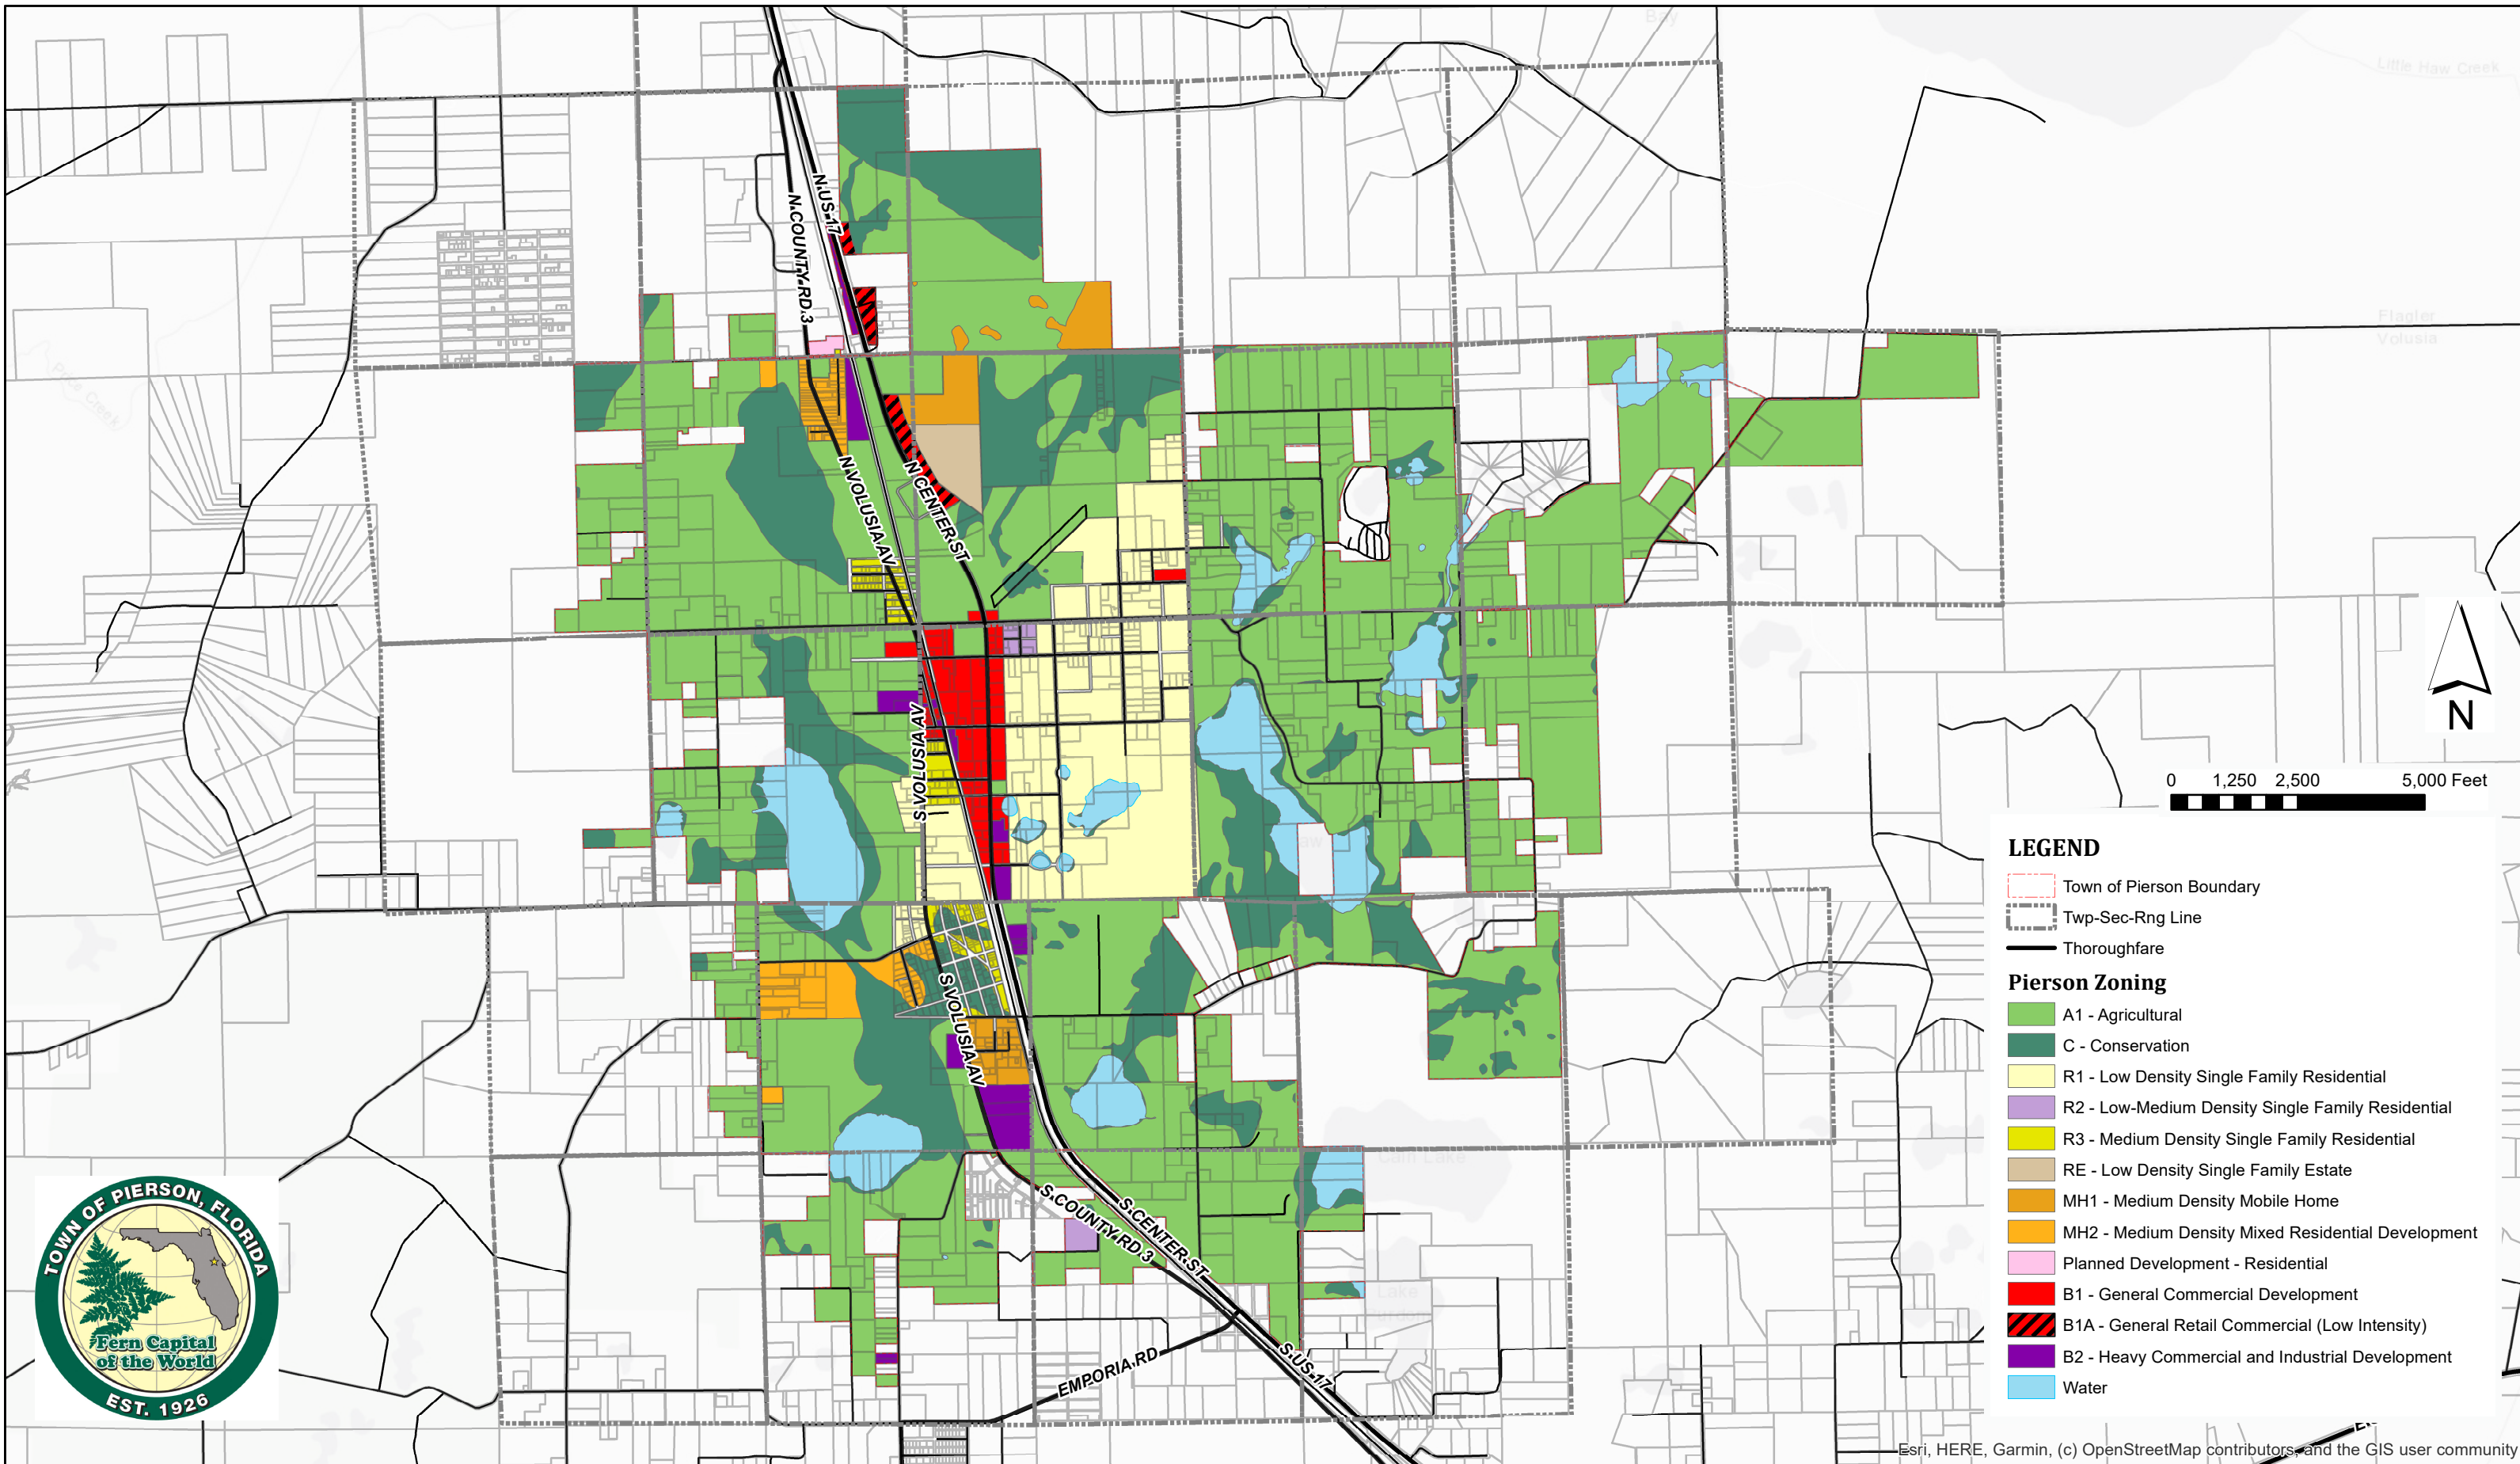 Bay
Little Haw Creek
N US 17
N COUNTY RD 3
Flagler
Volusia
Price Creek
N VOLUSIA AV
N CENTER ST
S VOLUSIA AV
S VOLUSIA AV
Cain Lake
S COUNTY RD 3
S CENTER ST
Lake
EMPORIA RD
S US 17
N
0 1,250 2,500 5,000 Feet
LEGEND
Town of Pierson Boundary
Twp-Sec-Rng Line
Thoroughfare
Pierson Zoning
A1 - Agricultural
C - Conservation
R1 - Low Density Single Family Residential
R2 - Low-Medium Density Single Family Residential
R3 - Medium Density Single Family Residential
RE - Low Density Single Family Estate
MH1 - Medium Density Mobile Home
MH2 - Medium Density Mixed Residential Development
Planned Development - Residential
B1 - General Commercial Development
B1A - General Retail Commercial (Low Intensity)
B2 - Heavy Commercial and Industrial Development
Water
TOWN OF PIERSON, FLORIDA
Fern Capital
of the World
EST. 1926
Esri, HERE, Garmin, (c) OpenStreetMap contributors, and the GIS user community